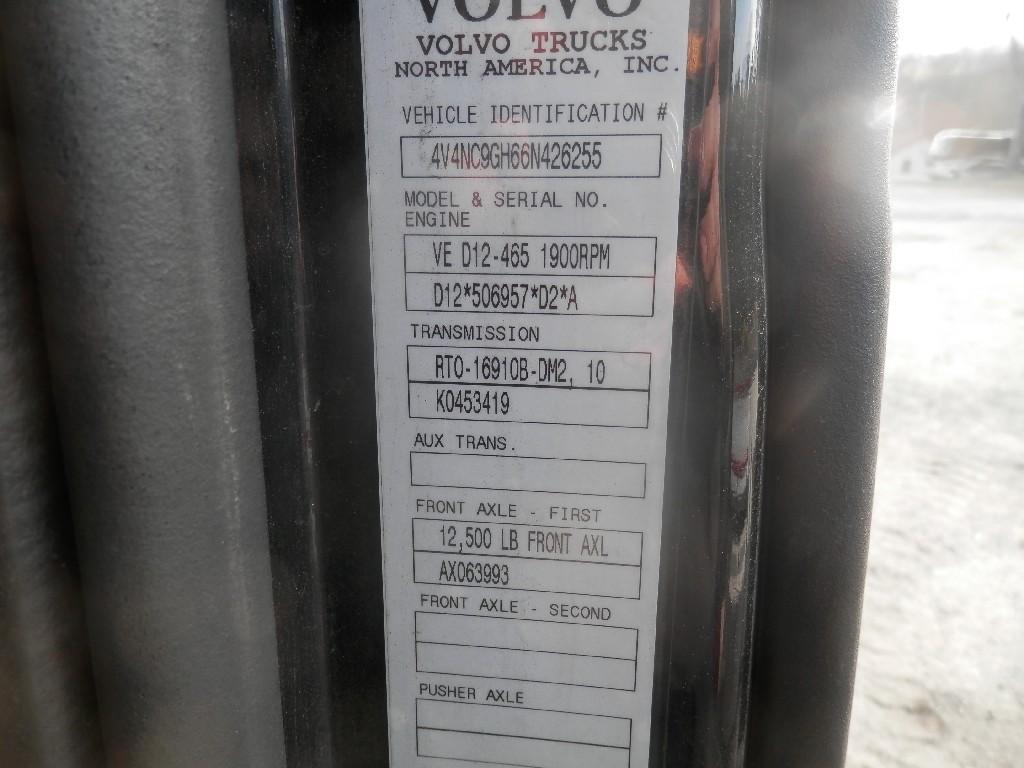 VOLVO
VOLVO TRUCKS
NORTH AMERICA, INC.
VEHICLE IDENTIFICATION #
4V4NC9GH66N426255
MODEL & SERIAL NO.
ENGINE
VE D12-465 1900RPM
D12*506957*D2*A
TRANSMISSION
RTO-16910B-DM2, 10
K0453419
AUX TRANS.
FRONT AXLE - FIRST
12,500 LB FRONT AXL
AX063993
FRONT AXLE - SECOND
PUSHER AXLE